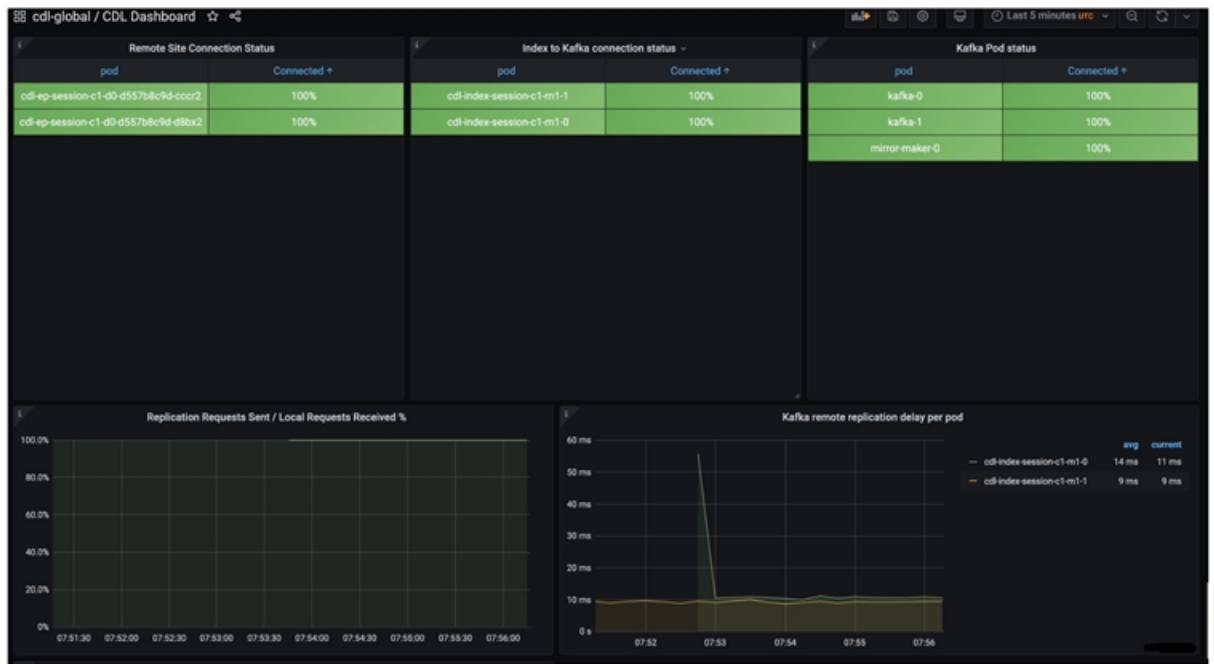 cdl-global / CDL Dashboard
Last 5 minutes UTC
Remote Site Connection Status
pod Connected ↑
cdl-ep-session-c1-d0-d557b8c9d-cccr2 100%
cdl-ep-session-c1-d0-d557b8c9d-d8bx2 100%
Index to Kafka connection status
pod Connected ↑
cdl-index-session-c1-m1-1 100%
cdl-index-session-c1-m1-0 100%
Kafka Pod status
pod Connected ↑
kafka-0 100%
kafka-1 100%
mirror-maker-0 100%
Replication Requests Sent / Local Requests Received %
100.0%
80.0%
60.0%
40.0%
20.0%
0%
07:51:30 07:52:00 07:52:30 07:53:00 07:53:30 07:54:00 07:54:30 07:55:00 07:55:30 07:56:00
Kafka remote replication delay per pod
60 ms
50 ms
40 ms
30 ms
20 ms
10 ms
0 s
07:52 07:53 07:54 07:55 07:56
avg current
cdl-index-session-c1-m1-0 14 ms 11 ms
cdl-index-session-c1-m1-1 9 ms 9 ms